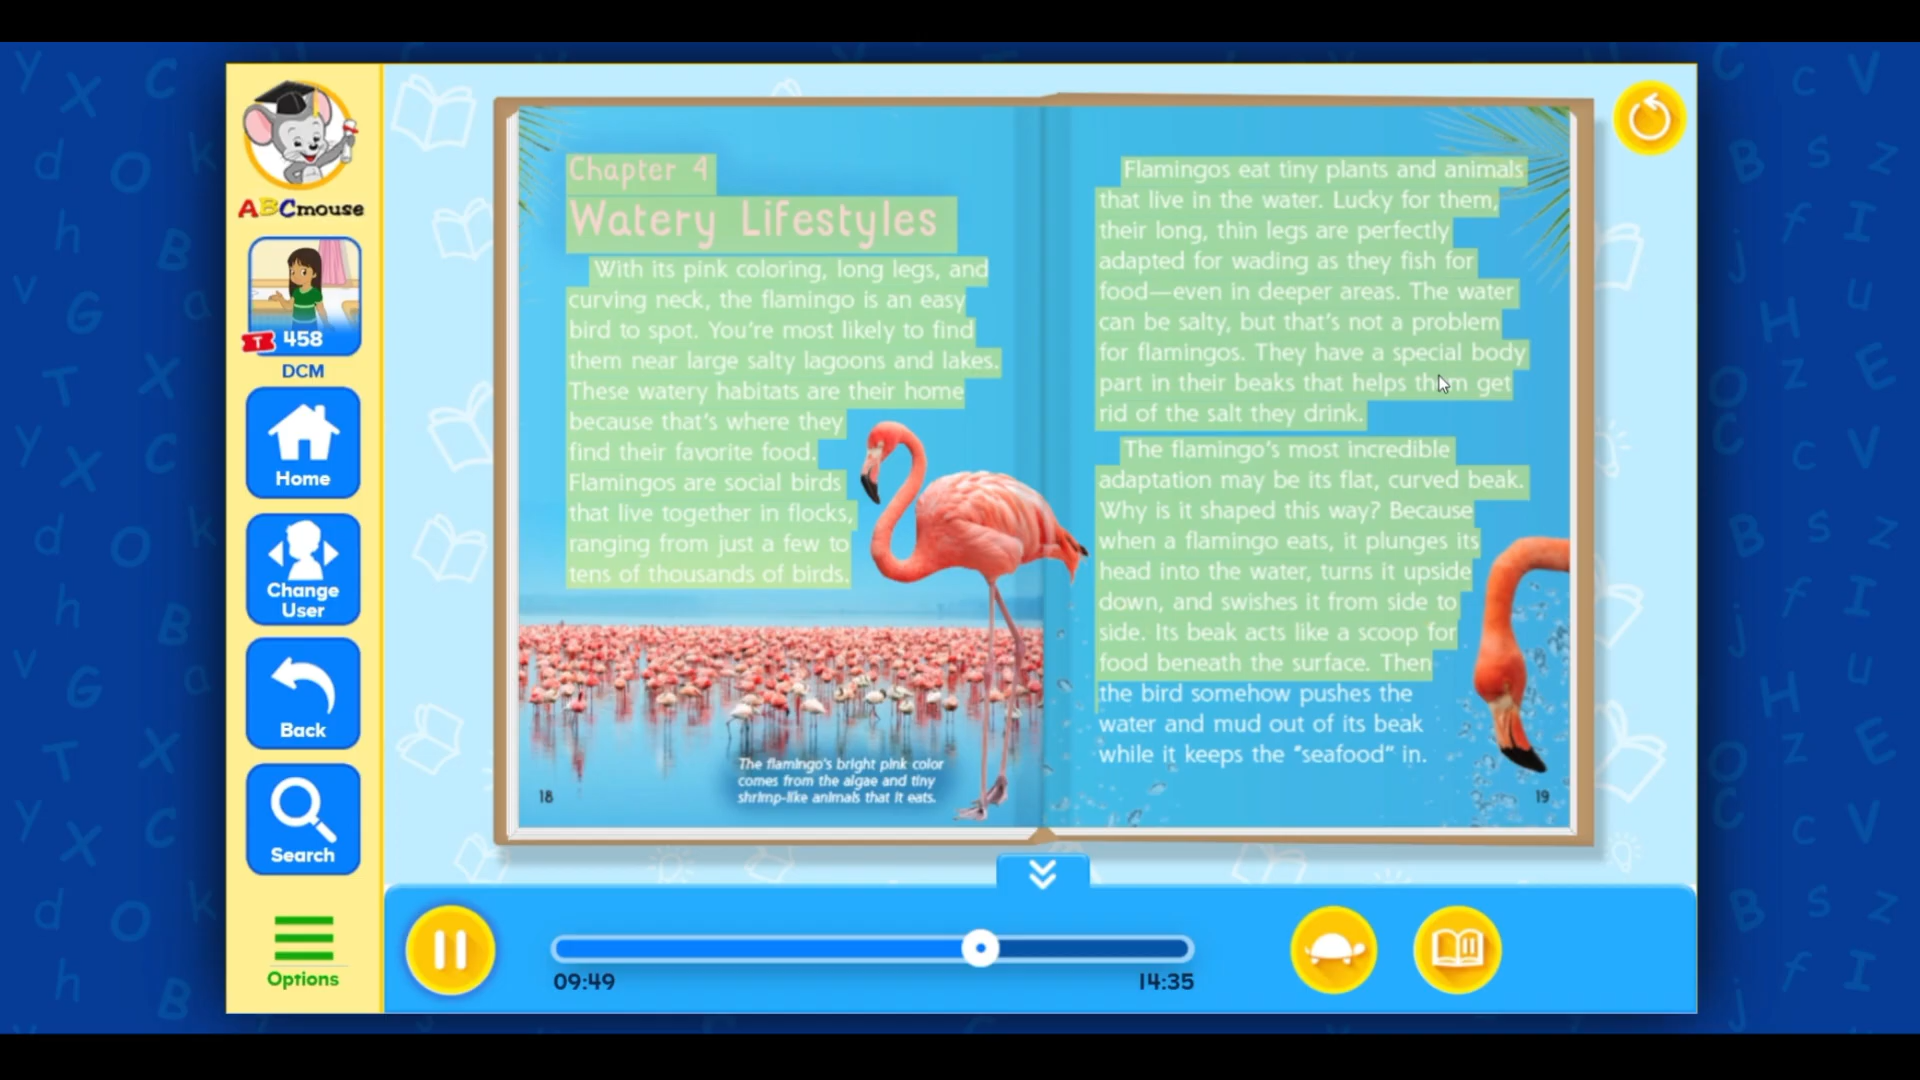 ABCmouse
T 458
DCM
Home
Change
User
Back
Search
Options
Chapter 4
Watery Lifestyles
With its pink coloring, long legs, and
curving neck, the flamingo is an easy
bird to spot. You're most likely to find
them near large salty lagoons and lakes.
These watery habitats are their home
because that's where they
find their favorite food.
Flamingos are social birds
that live together in flocks,
ranging from just a few to
tens of thousands of birds.
The flamingo's bright pink color
comes from the algae and tiny
shrimp-like animals that it eats.
18
Flamingos eat tiny plants and animals
that live in the water. Lucky for them,
their long, thin legs are perfectly
adapted for wading as they fish for
food—even in deeper areas. The water
can be salty, but that's not a problem
for flamingos. They have a special body
part in their beaks that helps them get
rid of the salt they drink.
The flamingo's most incredible
adaptation may be its flat, curved beak.
Why is it shaped this way? Because
when a flamingo eats, it plunges its
head into the water, turns it upside
down, and swishes it from side to
side. Its beak acts like a scoop for
food beneath the surface. Then
the bird somehow pushes the
water and mud out of its beak
while it keeps the “seafood” in.
19
09:49
14:35